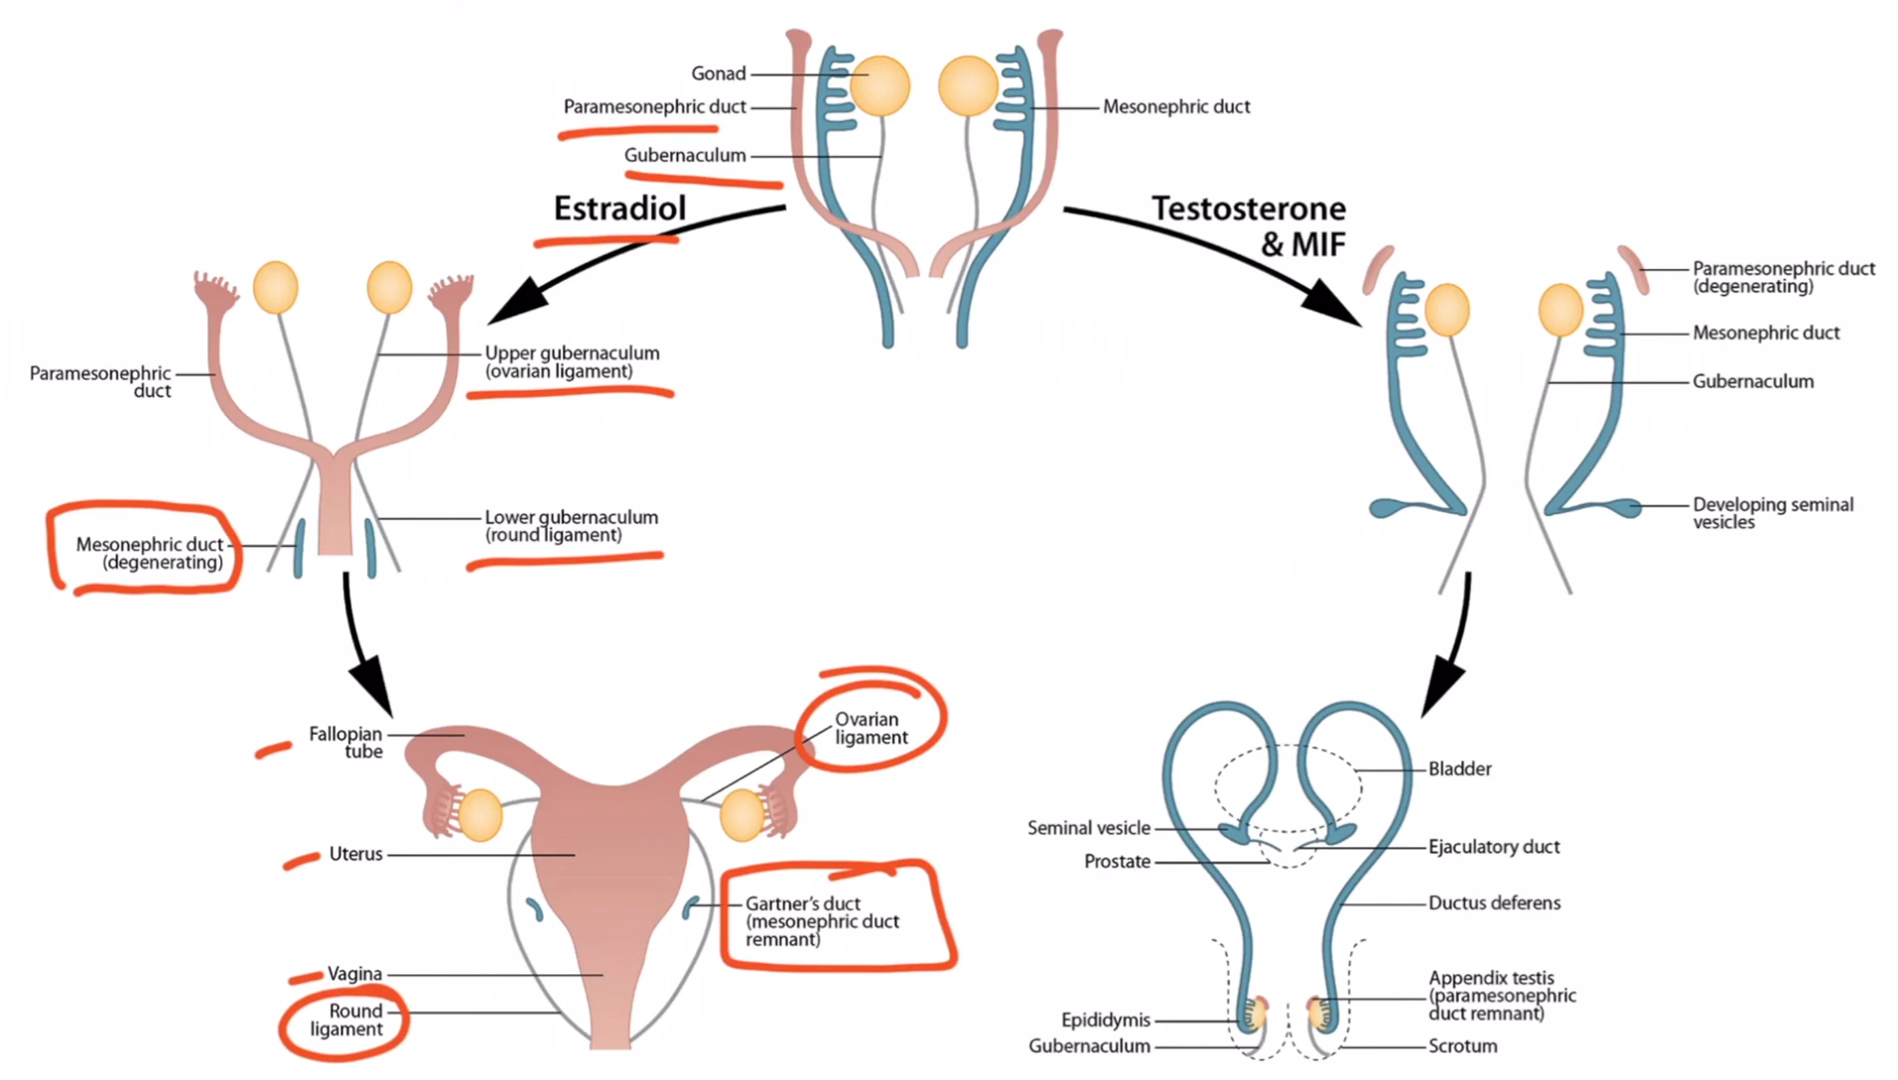 Gonad
Paramesonephric duct
Mesonephric duct
Gubernaculum
Estradiol
Testosterone
& MIF
Paramesonephric
duct
Upper gubernaculum
(ovarian ligament)
Mesonephric duct
(degenerating)
Lower gubernaculum
(round ligament)
Paramesonephric duct
(degenerating)
Mesonephric duct
Gubernaculum
Developing seminal
vesicles
Fallopian
tube
Ovarian
ligament
Uterus
Gartner's duct
(mesonephric duct
remnant)
Vagina
Round
ligament
Bladder
Seminal vesicle
Ejaculatory duct
Prostate
Ductus deferens
Appendix testis
(paramesonephric
duct remnant)
Epididymis
Gubernaculum
Scrotum